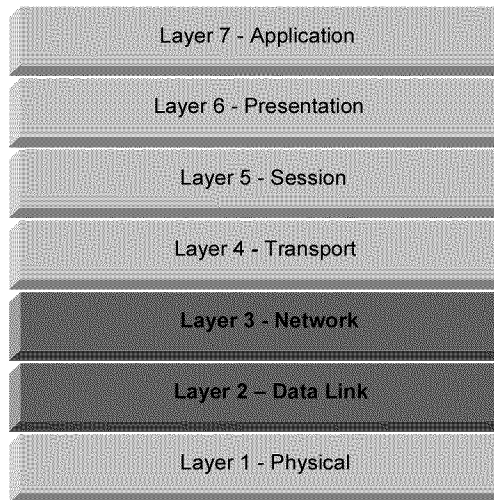 Layer 7 - Application
Layer 6 - Presentation
Layer 5 - Session
Layer 4 - Transport
Layer 3 - Network
Layer 2 – Data Link
Layer 1 - Physical